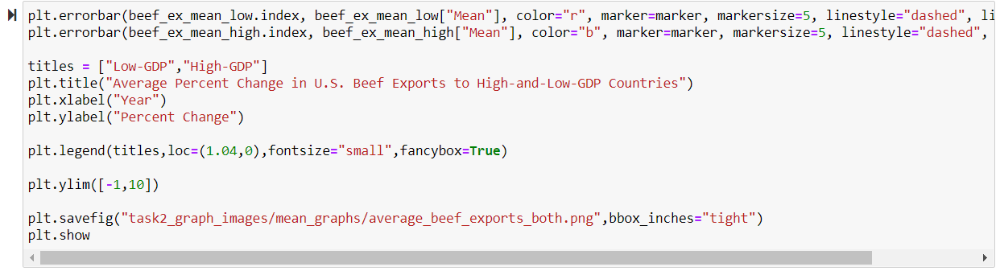 plt.errorbar(beef_ex_mean_low.index, beef_ex_mean_low["Mean"], color="r", marker=marker, markersize=5, linestyle="dashed", li
plt.errorbar(beef_ex_mean_high.index, beef_ex_mean_high["Mean"], color="b", marker=marker, markersize=5, linestyle="dashed",
titles = ["Low-GDP","High-GDP"]
plt.title("Average Percent Change in U.S. Beef Exports to High-and-Low-GDP Countries")
plt.xlabel("Year")
plt.ylabel("Percent Change")
plt.legend(titles,loc=(1.04,0),fontsize="small",fancybox=True)
plt.ylim([-1,10])
plt.savefig("task2_graph_images/mean_graphs/average_beef_exports_both.png",bbox_inches="tight")
plt.show